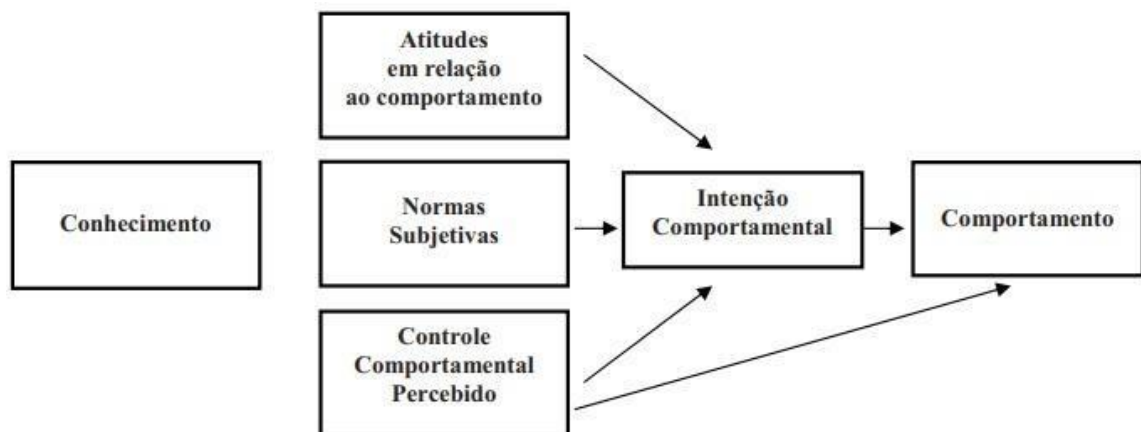 Atitudes
em relação
ao comportamento
Conhecimento
Normas
Subjetivas
Intenção
Comportamental
Comportamento
Controle
Comportamental
Percebido